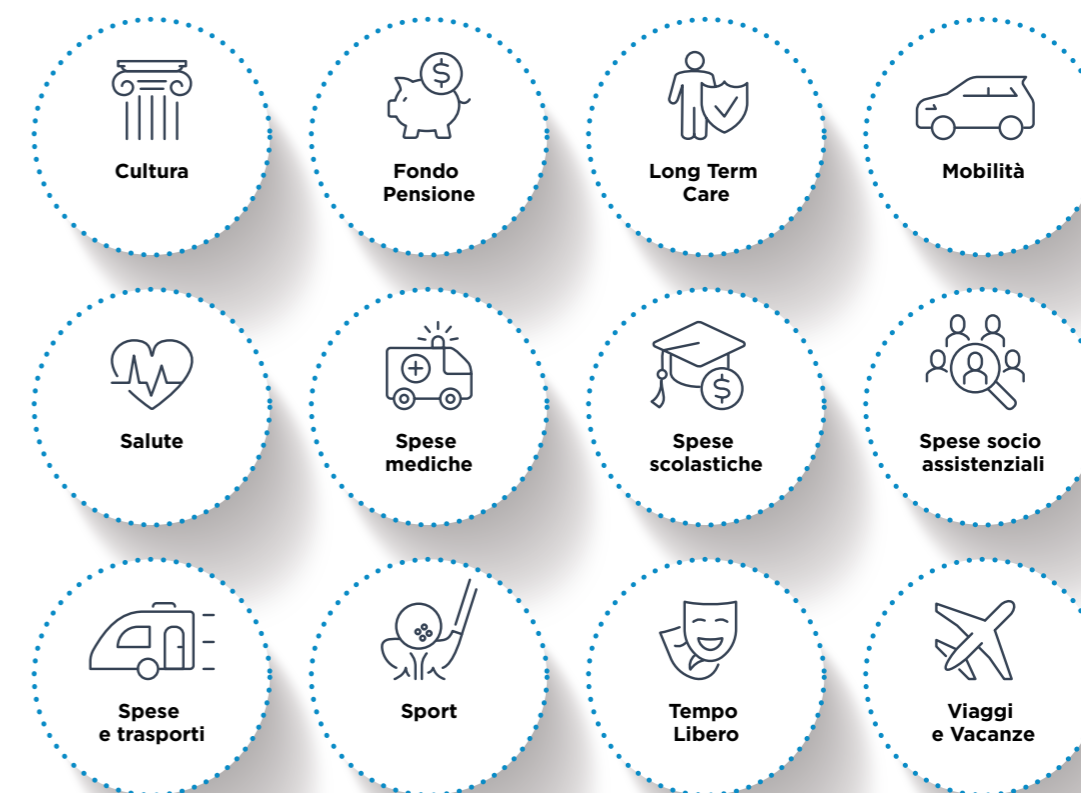 Cultura
Fondo
Pensione
Long Term
Care
Mobilità
Salute
Spese
mediche
Spese
scolastiche
Spese socio
assistenziali
Spese
e trasporti
Sport
Tempo
Libero
Viaggi
e Vacanze